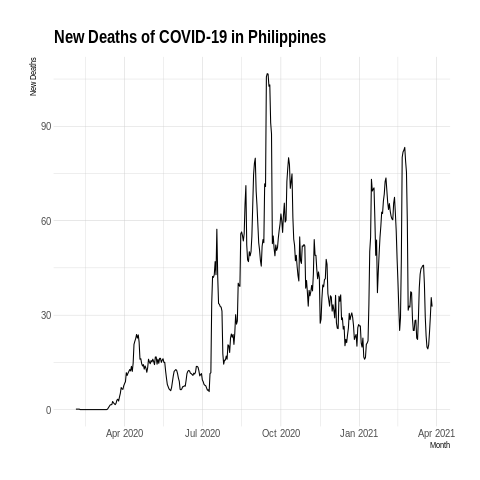 New Deaths of COVID-19 in Philippines
New Deaths
90
60
30
0
Apr 2020 Jul 2020 Oct 2020 Jan 2021 Apr 2021
Month